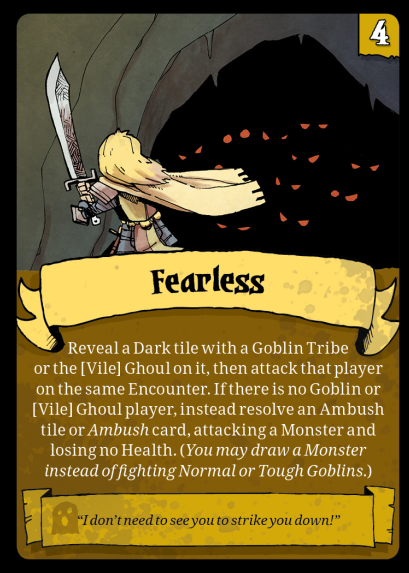 4
Fearless
Reveal a Dark tile with a Goblin Tribe
or the [Vile] Ghoul on it, then attack that player
on the same Encounter. If there is no Goblin or
[Vile] Ghoul player, instead resolve an Ambush
tile or Ambush card, attacking a Monster and
losing no Health. (You may draw a Monster
instead of fighting Normal or Tough Goblins.)
“I don’t need to see you to strike you down!”